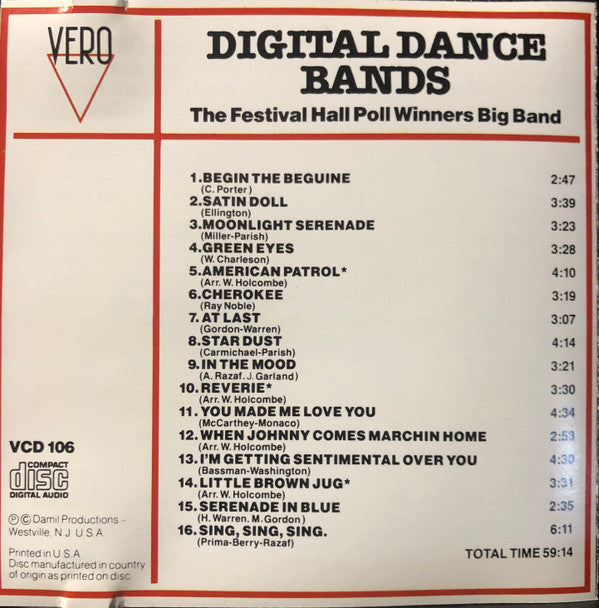 VERO
DIGITAL DANCE
BANDS
The Festival Hall Poll Winners Big Band
1. BEGIN THE BEGUINE 2:47
(C. Porter)
2. SATIN DOLL 3:39
(Ellington)
3. MOONLIGHT SERENADE 3:23
(Miller-Parish)
4. GREEN EYES 3:28
(W. Charleson)
5. AMERICAN PATROL* 4:10
(Arr. W. Holcombe)
6. CHEROKEE 3:19
(Ray Noble)
7. AT LAST 3:07
(Gordon-Warren)
8. STAR DUST 4:14
(Carmichael-Parish)
9. IN THE MOOD 3:21
(A. Razaf. J. Garland)
10. REVERIE* 3:30
(Arr. W. Holcombe)
11. YOU MADE ME LOVE YOU 4:34
(McCarthey-Monaco)
12. WHEN JOHNNY COMES MARCHIN HOME 2:53
(Arr. W. Holcombe)
13. I'M GETTING SENTIMENTAL OVER YOU 4:30
(Bassman-Washington)
14. LITTLE BROWN JUG* 3:31
(Arr. W. Holcombe)
15. SERENADE IN BLUE 2:35
(H. Warren. M. Gordon)
16. SING, SING, SING. 6:11
(Prima-Berry-Razaf)
TOTAL TIME 59:14
VCD 106
COMPACT
disc
DIGITAL AUDIO
Ⓟ © Damil Productions -
Westville, N.J. U.S.A.
Printed in U.S.A.
Disc manufactured in country
of origin as printed on disc